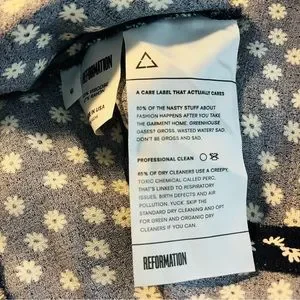 REFORMATION
6
IN USA
A CARE LABEL THAT ACTUALLY CARES
80% OF THE NASTY STUFF ABOUT
FASHION HAPPENS AFTER YOU TAKE
THE GARMENT HOME. GREENHOUSE
GASES? GROSS. WASTED WATER? SAD.
DON'T BE GROSS AND SAD.
PROFESSIONAL CLEAN
85% OF DRY CLEANERS USE A CREEPY,
TOXIC CHEMICAL CALLED PERC,
THAT'S LINKED TO RESPIRATORY
ISSUES, BIRTH DEFECTS AND AIR
POLLUTION. YUCK. SKIP THE
STANDARD DRY CLEANING AND OPT
FOR GREEN AND ORGANIC DRY
CLEANERS IF YOU CAN.
REFORMATION